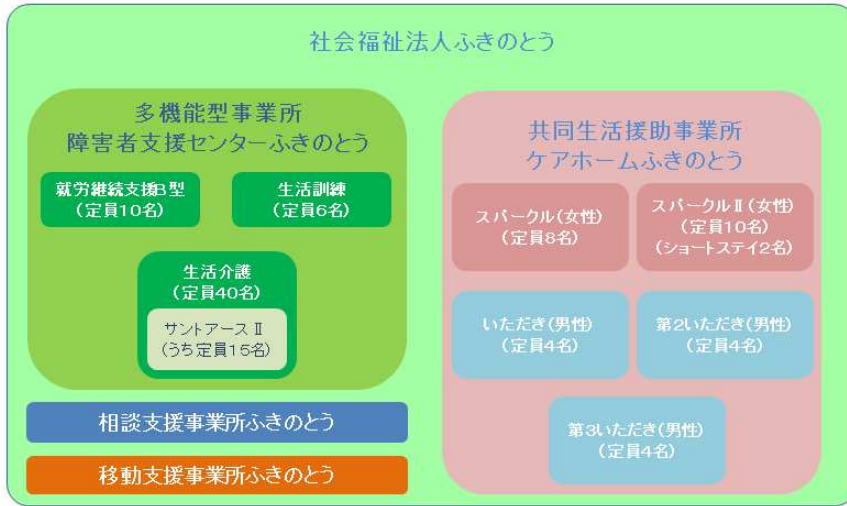 社会福祉法人ふきのとう
多機能型事業所
障害者支援センターふきのとう
就労継続支援B型
(定員10名)
生活訓練
(定員6名)
生活介護
(定員40名)
サントアースⅡ
(うち定員15名)
相談支援事業所ふきのとう
移動支援事業所ふきのとう
共同生活援助事業所
ケアホームふきのとう
スパークル(女性)
(定員8名)
スパークルⅡ(女性)
(定員10名)
(ショートステイ2名)
いただき(男性)
(定員4名)
第2いただき(男性)
(定員4名)
第3いただき(男性)
(定員4名)